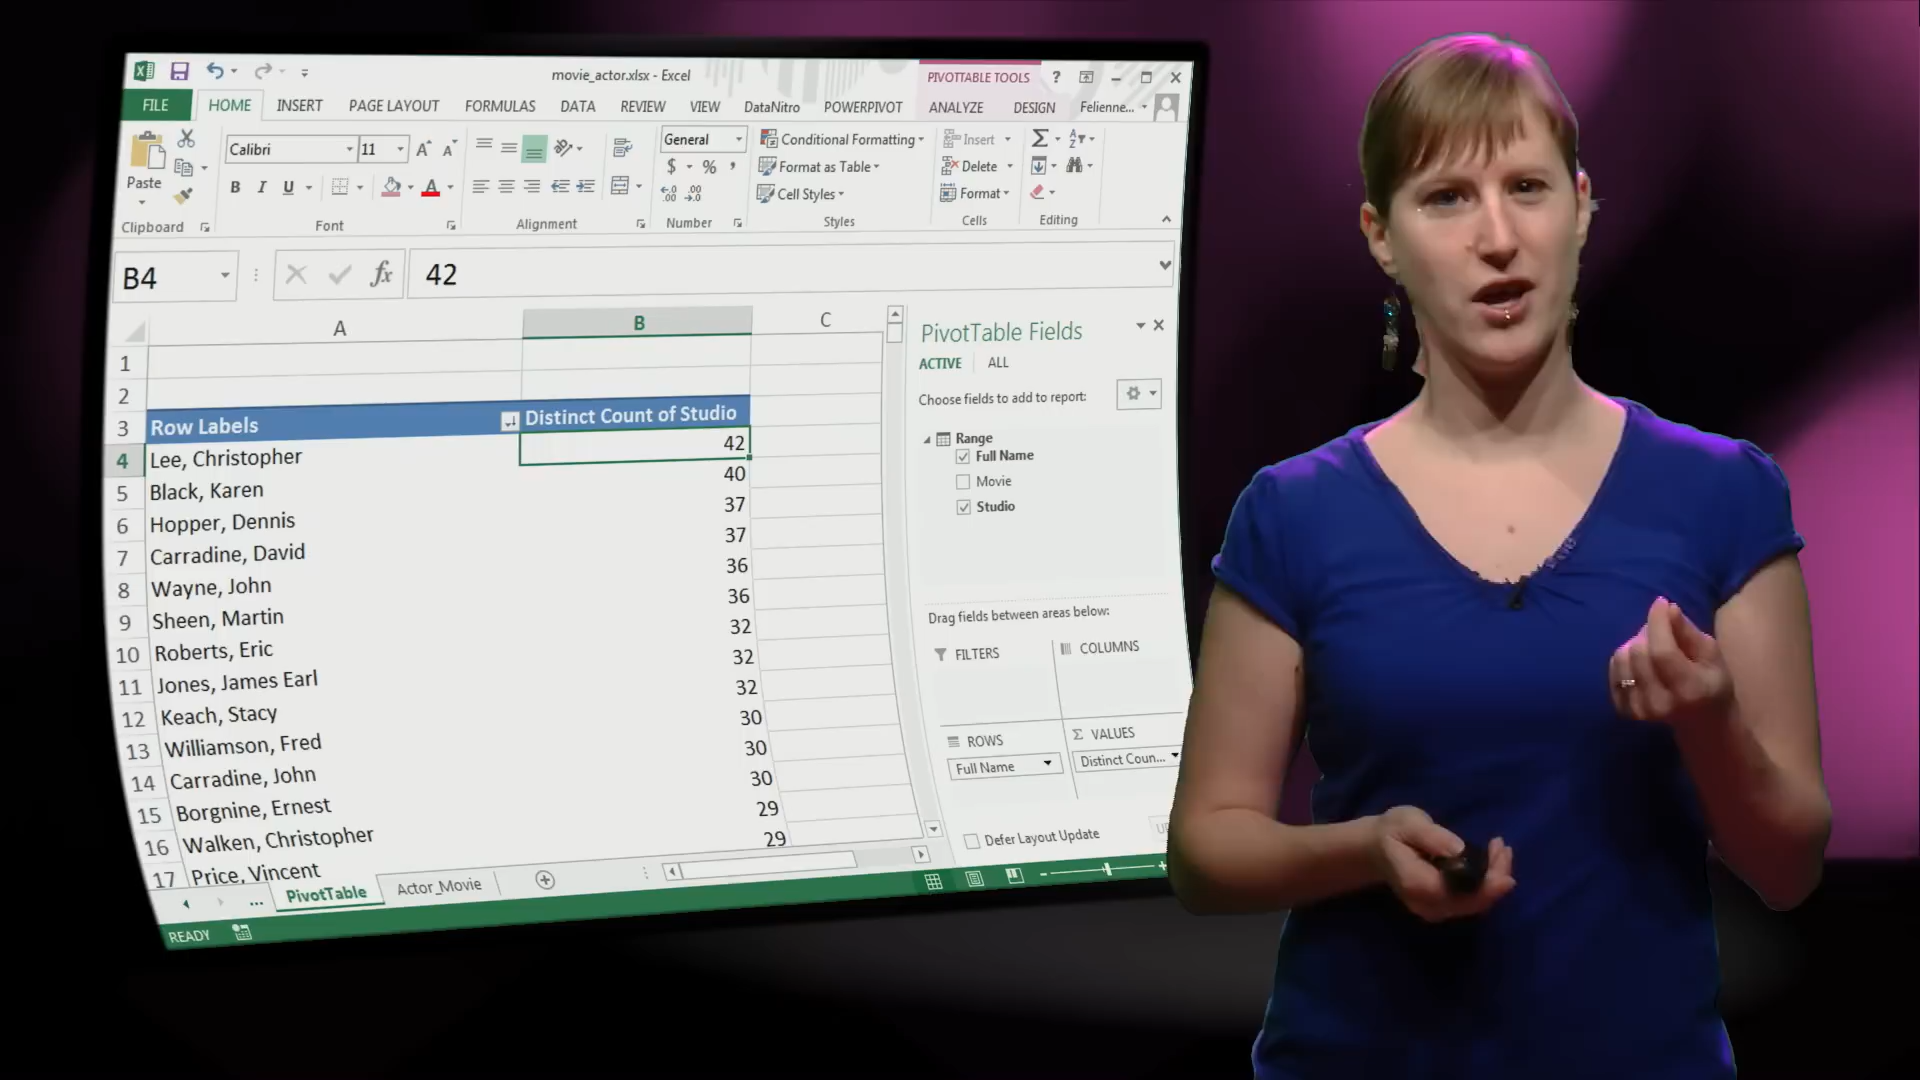 movie_actor.xlsx - Excel
PIVOTTABLE TOOLS
?
FILE HOME INSERT PAGE LAYOUT FORMULAS DATA REVIEW VIEW DataNitro POWERPIVOT ANALYZE DESIGN Felienne...
Calibri 11 General Conditional Formatting Insert
$ % , Format as Table Delete
Paste B I U A Cell Styles Format
Clipboard Font Alignment Number Styles Cells Editing
B4 fx 42
A B C
1
2
3 Row Labels Distinct Count of Studio
4 Lee, Christopher 42
5 Black, Karen 40
6 Hopper, Dennis 37
7 Carradine, David 37
8 Wayne, John 36
9 Sheen, Martin 36
10 Roberts, Eric 32
11 Jones, James Earl 32
12 Keach, Stacy 32
13 Williamson, Fred 30
14 Carradine, John 30
15 Borgnine, Ernest 30
16 Walken, Christopher 29
17 Price, Vincent 29
... PivotTable Actor_Movie
READY
PivotTable Fields
ACTIVE ALL
Choose fields to add to report:
Range
Full Name
Movie
Studio
Drag fields between areas below:
FILTERS COLUMNS
ROWS Σ VALUES
Full Name Distinct Coun...
Defer Layout Update